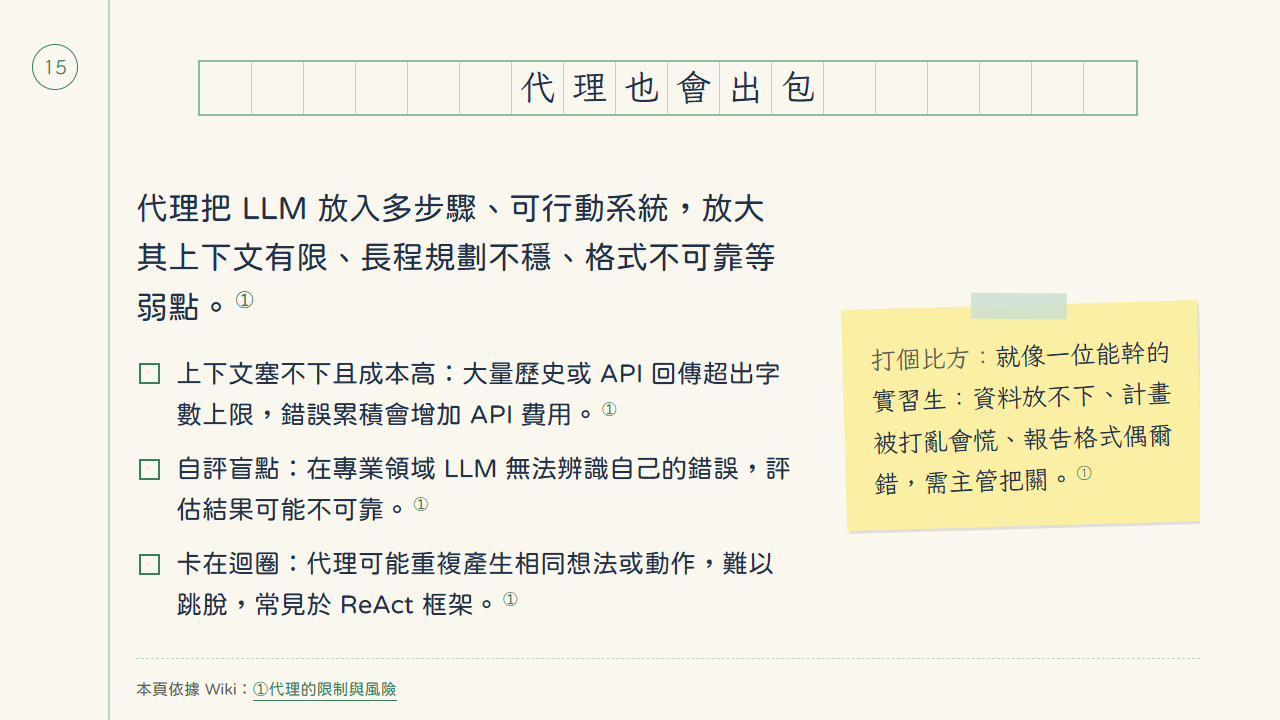 15
代理也會出包
代理把 LLM 放入多步驟、可行動系統，放大
其上下文有限、長程規劃不穩、格式不可靠等
弱點。①
上下文塞不下且成本高：大量歷史或 API 回傳超出字
數上限，錯誤累積會增加 API 費用。①
自評盲點：在專業領域 LLM 無法辨識自己的錯誤，評
估結果可能不可靠。①
卡在迴圈：代理可能重複產生相同想法或動作，難以
跳脫，常見於 ReAct 框架。①
打個比方：就像一位能幹的
實習生：資料放不下、計畫
被打亂會慌、報告格式偶爾
錯，需主管把關。①
本頁依據 Wiki：①代理的限制與風險